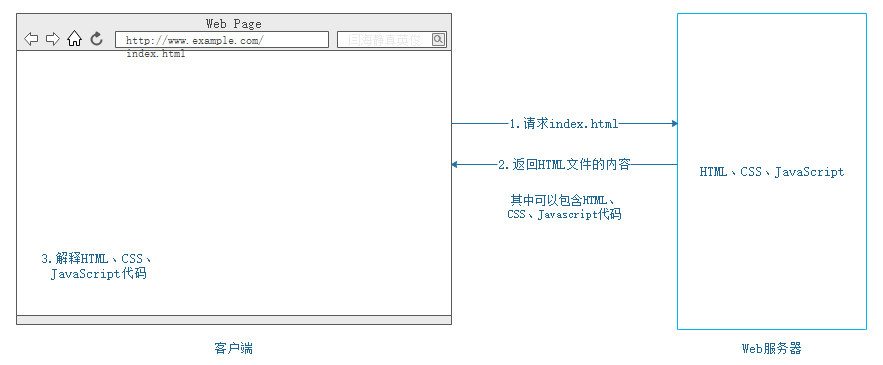 Web Page
http://www.example.com/
index.html
1.请求index.html
2.返回HTML文件的内容
HTML、CSS、JavaScript
其中可以包含HTML、
CSS、Javascript代码
3.解释HTML、CSS、
JavaScript代码
客户端
Web服务器